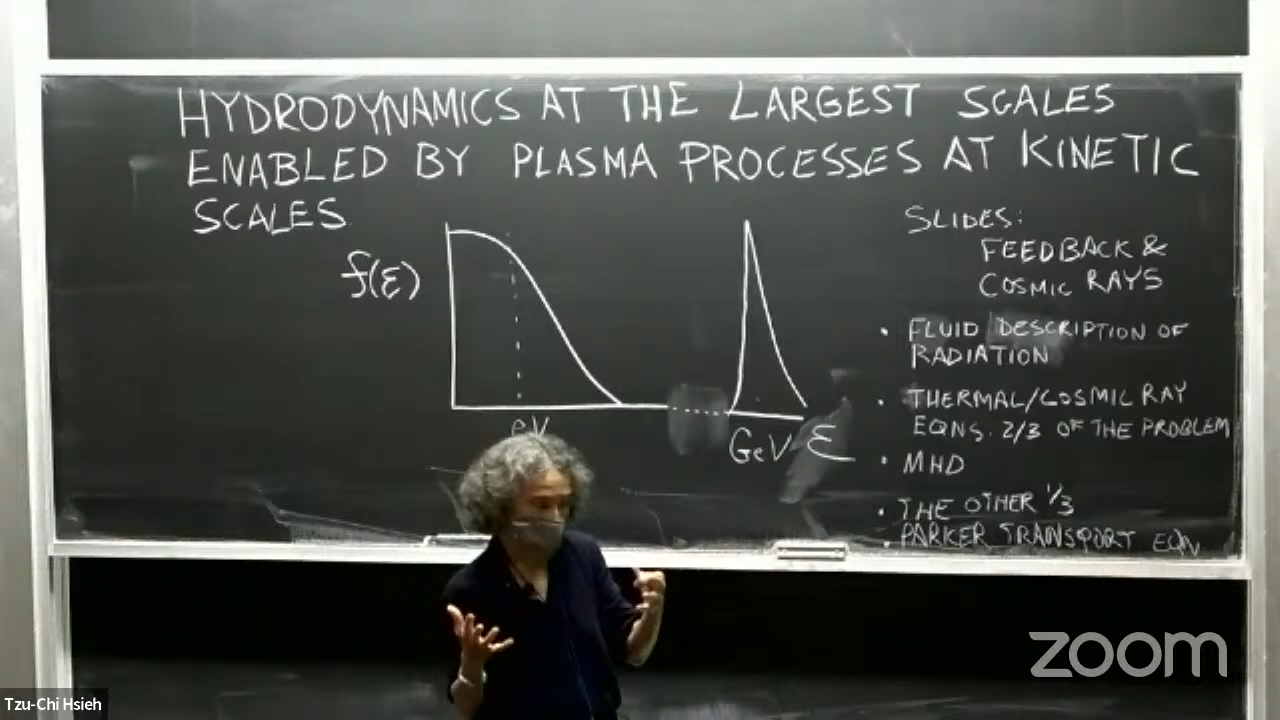 HYDRODYNAMICS AT THE LARGEST SCALES
ENABLED BY PLASMA PROCESSES AT KINETIC
SCALES
f(ε)
eV
GeV ε
SLIDES:
FEEDBACK &
COSMIC RAYS
• FLUID DESCRIPTION OF
RADIATION
• THERMAL/COSMIC RAY
EQNS. 2/3 OF THE PROBLEM
• MHD
• THE OTHER 1/3
• PARKER TRANSPORT EQN
zoom
Tzu-Chi Hsieh